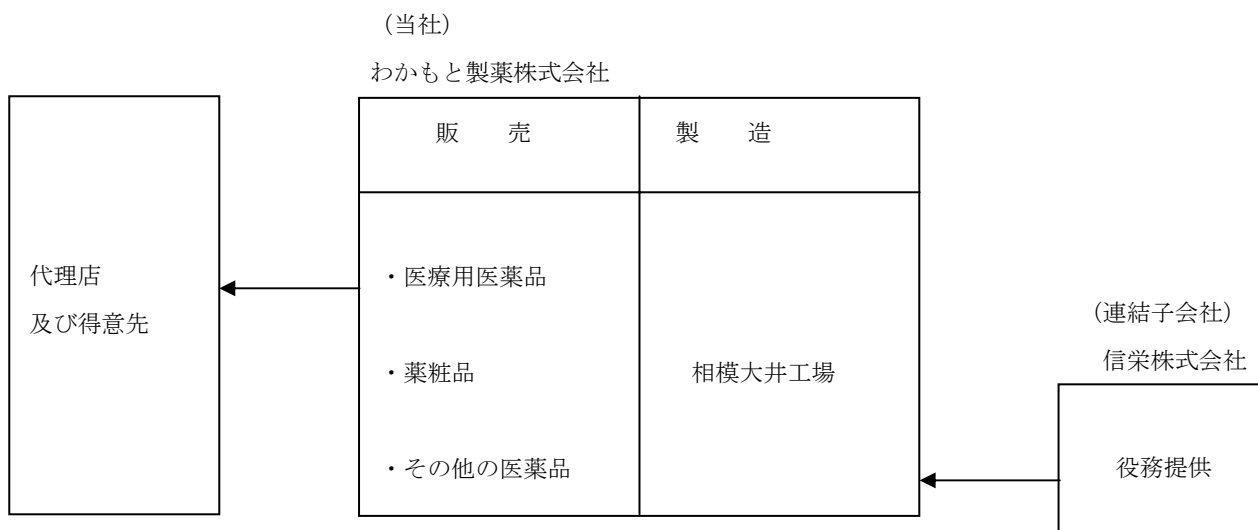 （当社）
わかもと製薬株式会社
販　　売
製　　造
代理店
及び得意先
・医療用医薬品
・薬粧品
・その他の医薬品
相模大井工場
（連結子会社）
信栄株式会社
役務提供